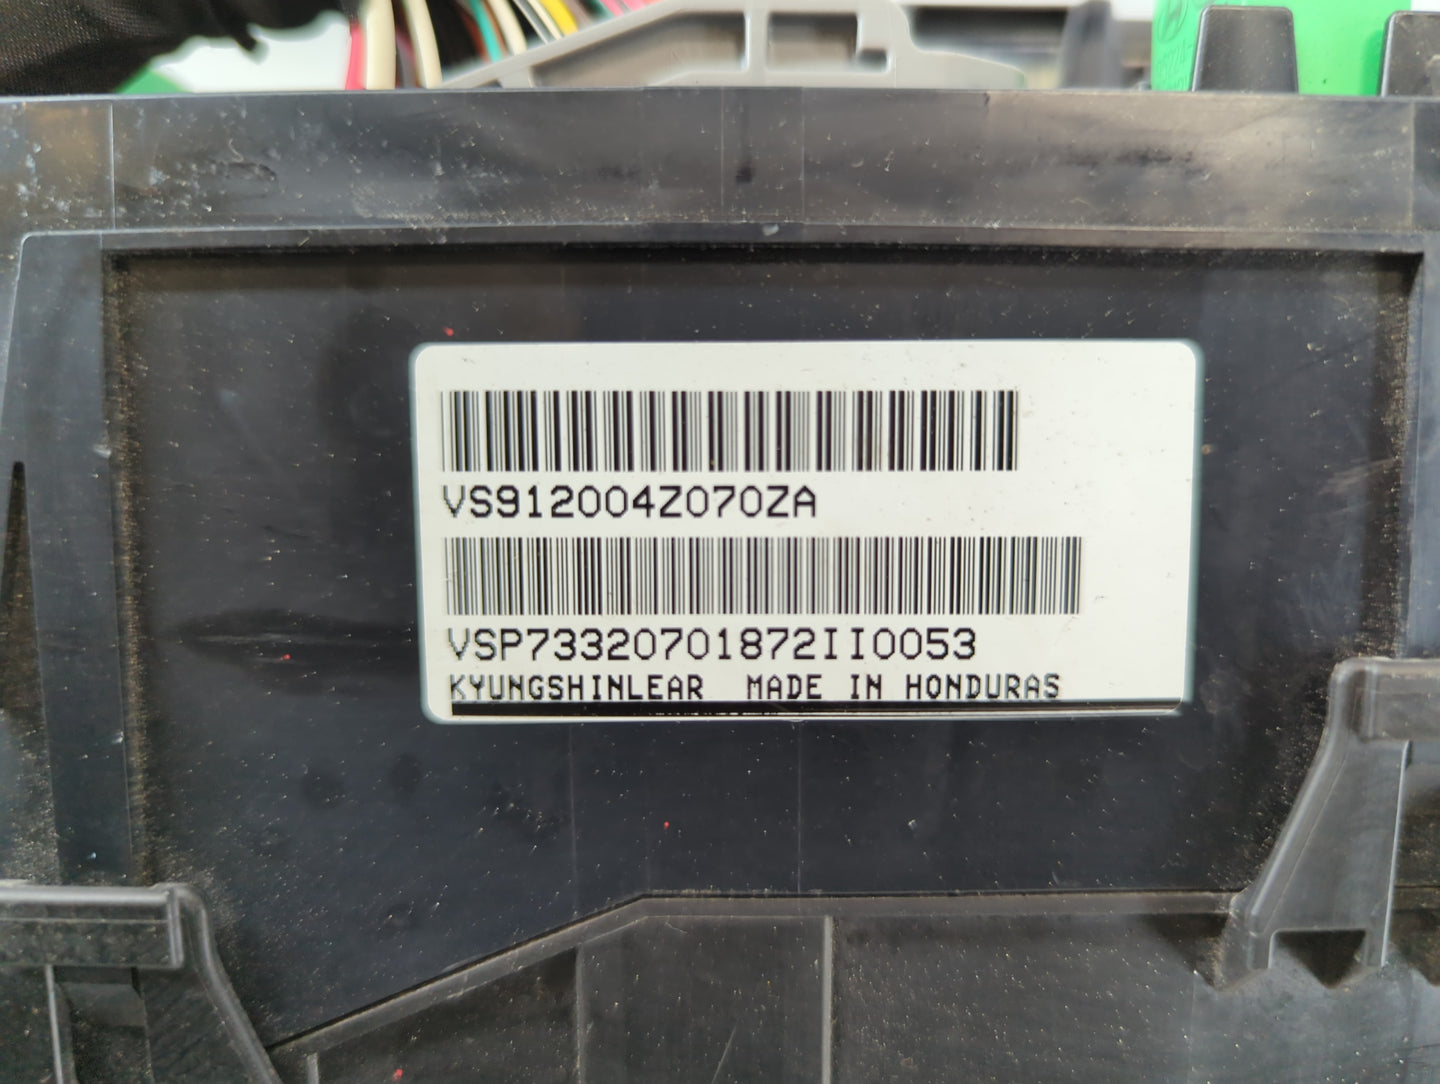 VS912004Z070ZA
VSP73320701872II0053
KYUNGSHINLEAR MADE IN HONDURAS